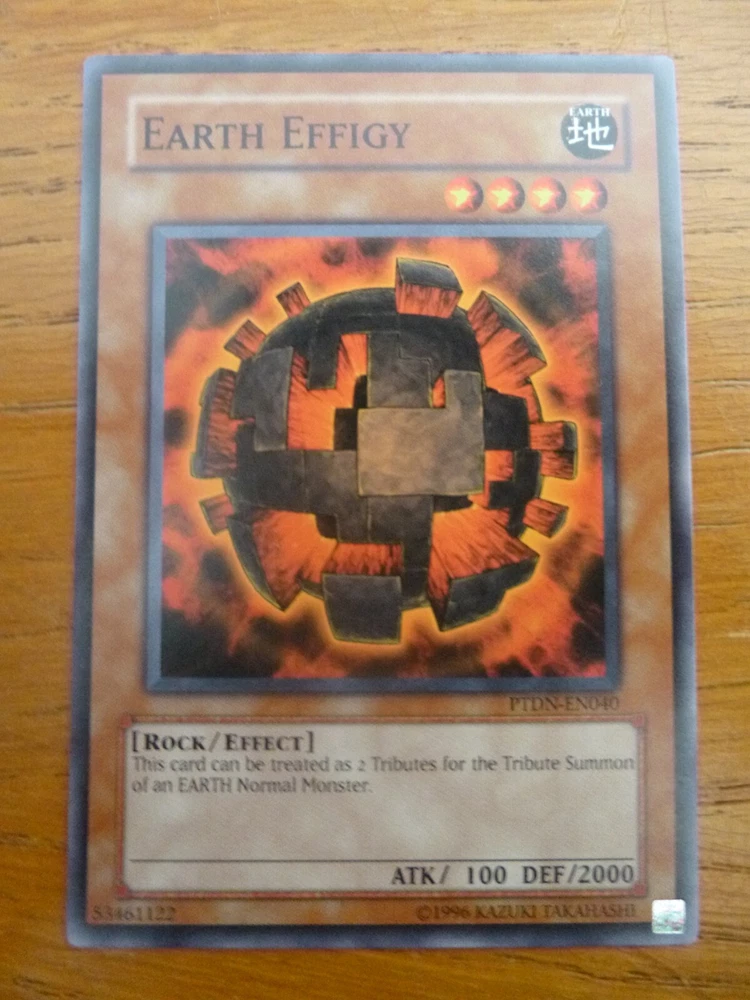 EARTH EFFIGY
EARTH
地
PTDN-EN040
[ROCK/EFFECT]
This card can be treated as 2 Tributes for the Tribute Summon
of an EARTH Normal Monster.
ATK/ 100 DEF/2000
53461122
©1996 KAZUKI TAKAHASHI